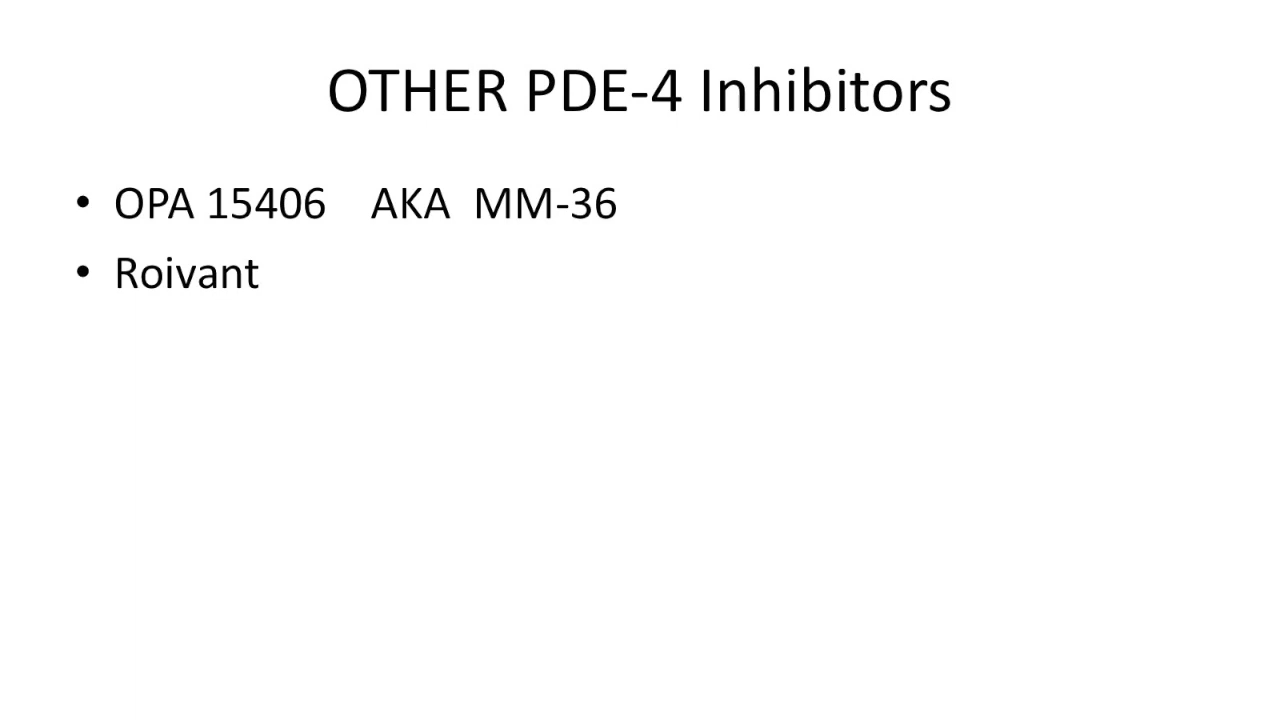 OTHER PDE-4 Inhibitors
• OPA 15406 AKA MM-36
• Roivant